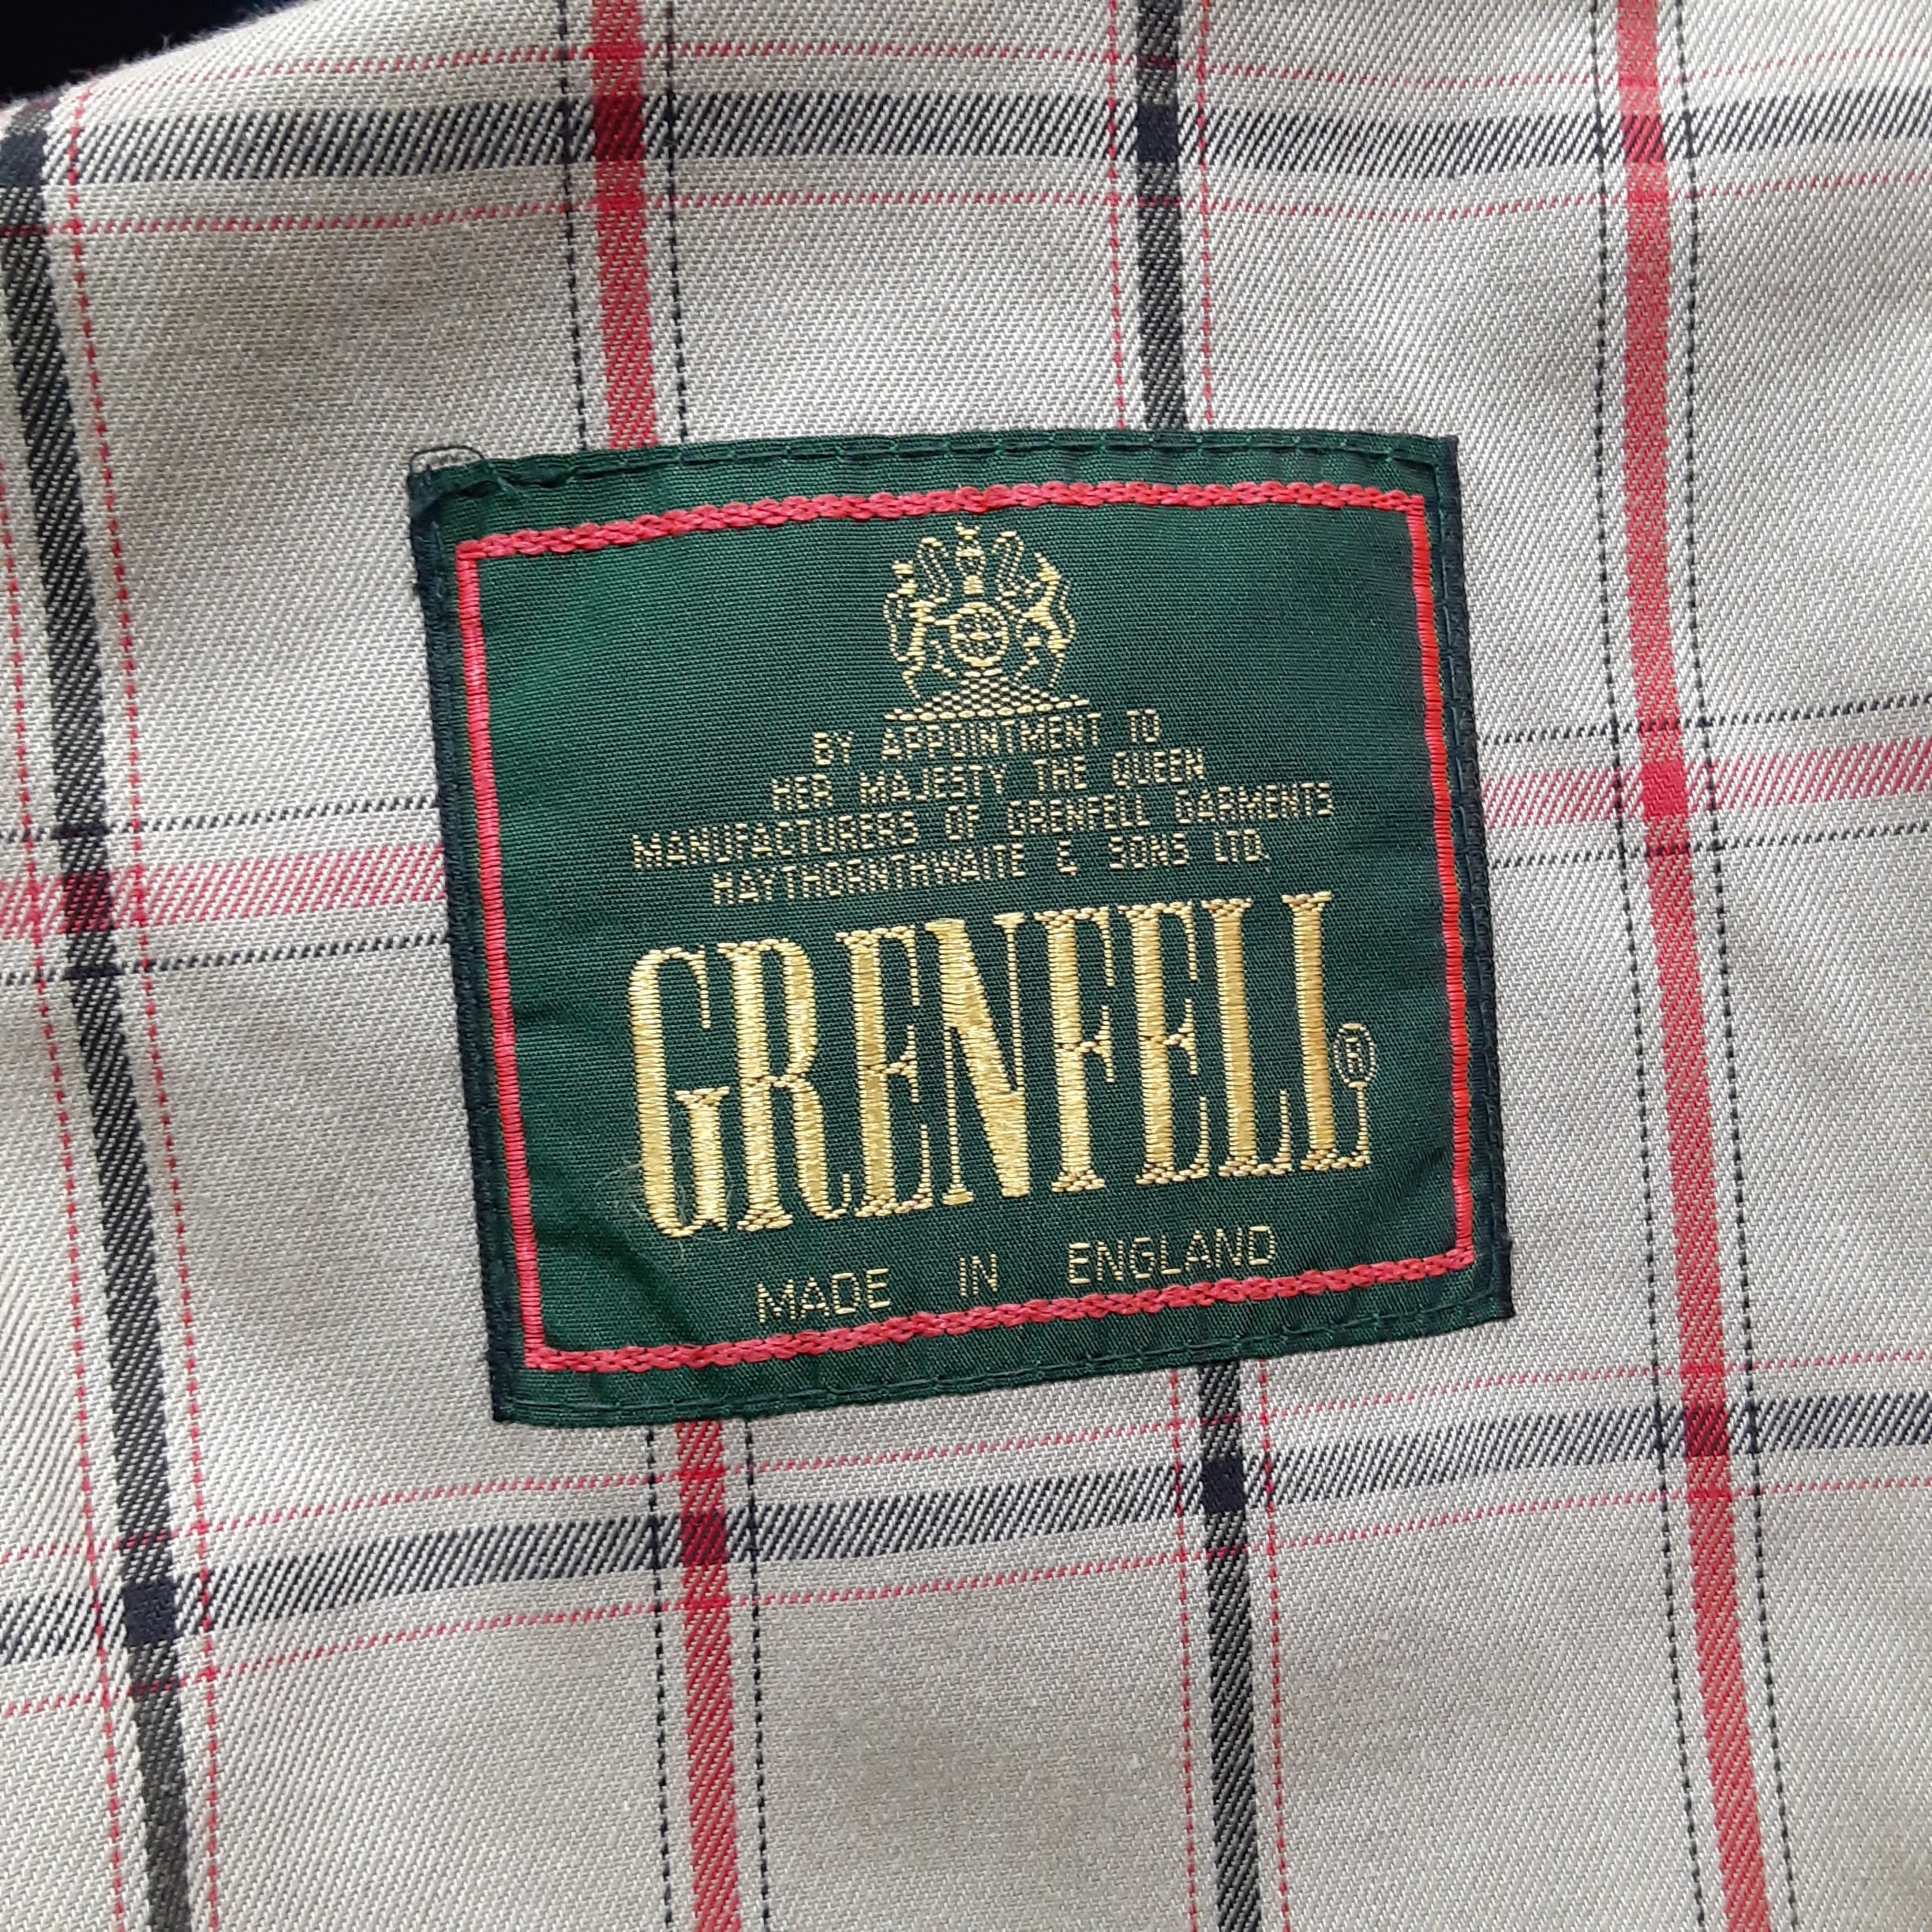 BY APPOINTMENT TO
HER MAJESTY THE QUEEN
MANUFACTURERS OF GRENFELL GARMENTS
HAYTHORNTHWAITE & SONS LTD.
GRENFELL®
MADE IN ENGLAND